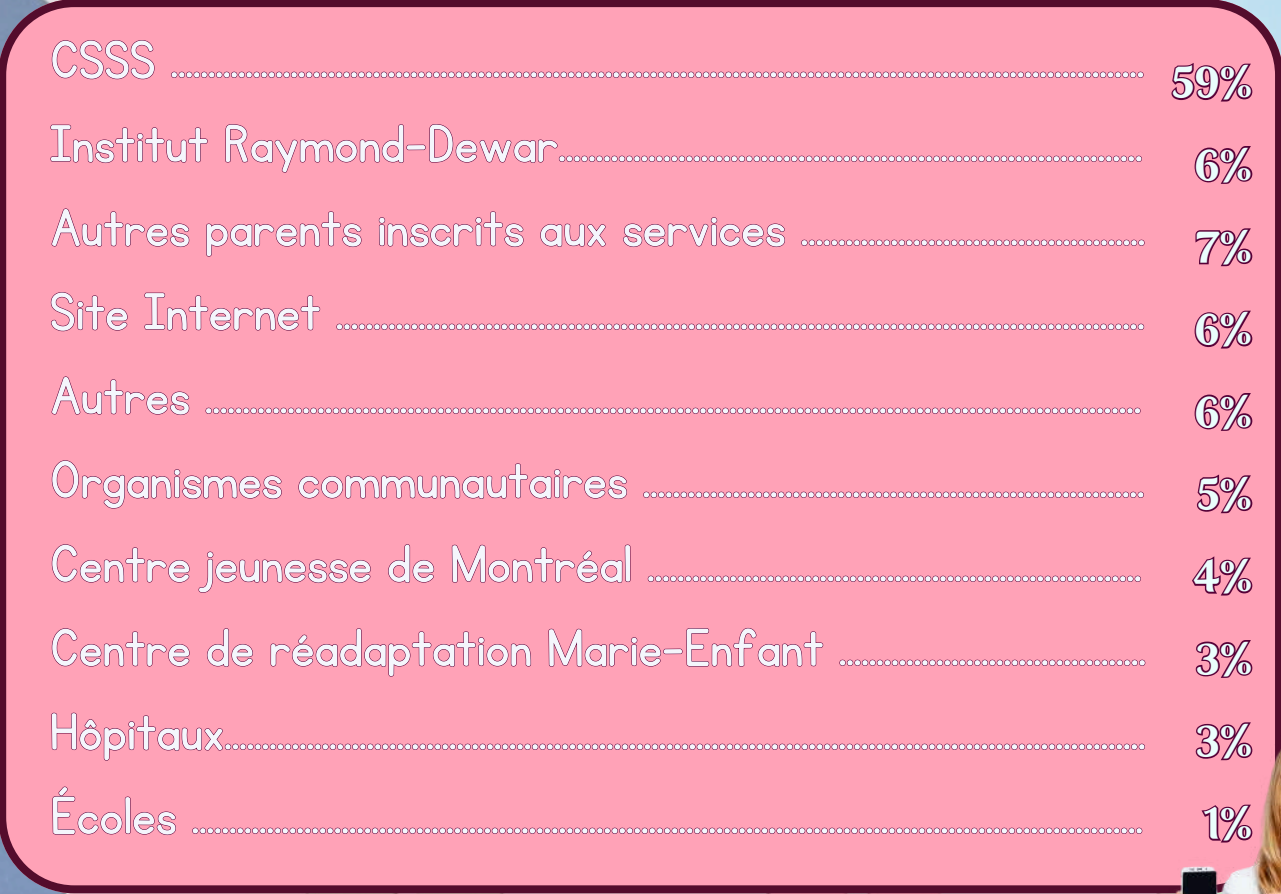 CSSS ........ 59%
Institut Raymond-Dewar........ 6%
Autres parents inscrits aux services ........ 7%
Site Internet ........ 6%
Autres ........ 6%
Organismes communautaires ........ 5%
Centre jeunesse de Montréal ........ 4%
Centre de réadaptation Marie-Enfant ........ 3%
Hôpitaux........ 3%
Écoles ........ 1%